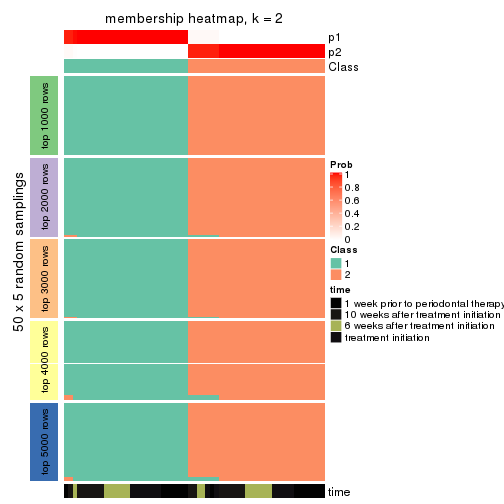 membership heatmap, k = 2
p1
p2
Class
50 x 5 random samplings
top 1000 rows
top 2000 rows
top 3000 rows
top 4000 rows
top 5000 rows
Prob
1
0.8
0.6
0.4
0.2
0
Class
1
2
time
1 week prior to periodontal therapy
10 weeks after treatment initiation
6 weeks after treatment initiation
treatment initiation
time